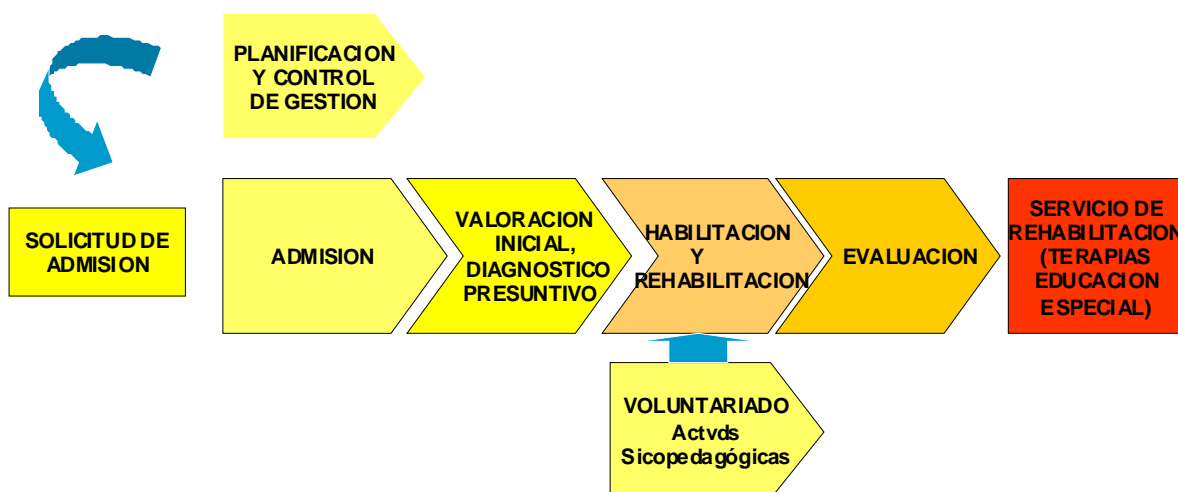 PLANIFICACION
Y CONTROL
DE GESTION
SOLICITUD DE
ADMISION
ADMISION
VALORACION
INICIAL,
DIAGNOSTICO
PRESUNTIVO
HABILITACION
Y
REHABILITACION
EVALUACION
SERVICIO DE
REHABILITACION
(TERAPIAS
EDUCACION
ESPECIAL)
VOLUNTARIADO
Actvds
Sicopedagógicas